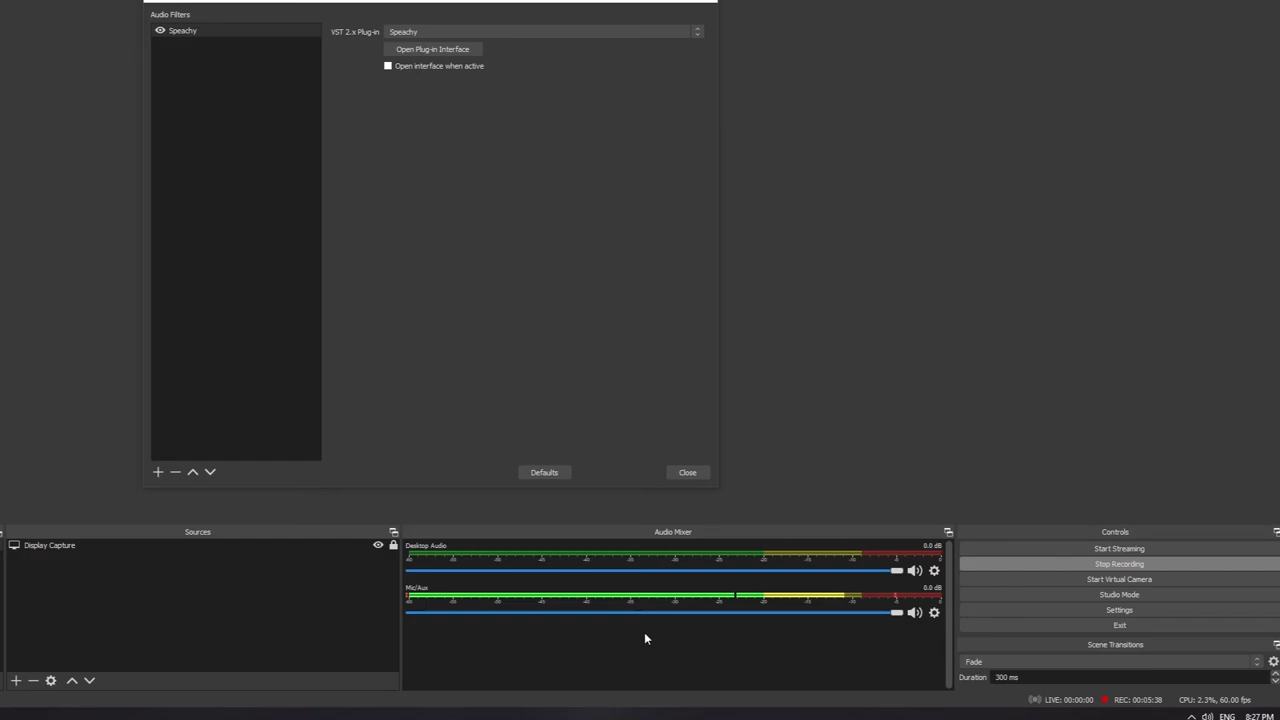 Audio Filters
Speachy
VST 2.x Plug-in
Speachy
Open Plug-in Interface
Open interface when active
Defaults
Close
Sources
Audio Mixer
Controls
Display Capture
Desktop Audio
0.0 dB
Mic/Aux
0.0 dB
Start Streaming
Stop Recording
Start Virtual Camera
Studio Mode
Settings
Exit
Scene Transitions
Fade
Duration
300 ms
LIVE: 00:00:00
REC: 00:05:38
CPU: 2.3%, 60.00 fps
ENG
8:27 PM